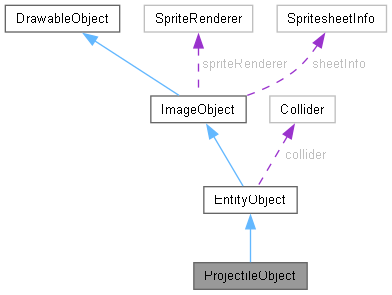 DrawableObject
SpriteRenderer
SpritesheetInfo
spriteRenderer
sheetInfo
ImageObject
Collider
collider
EntityObject
ProjectileObject